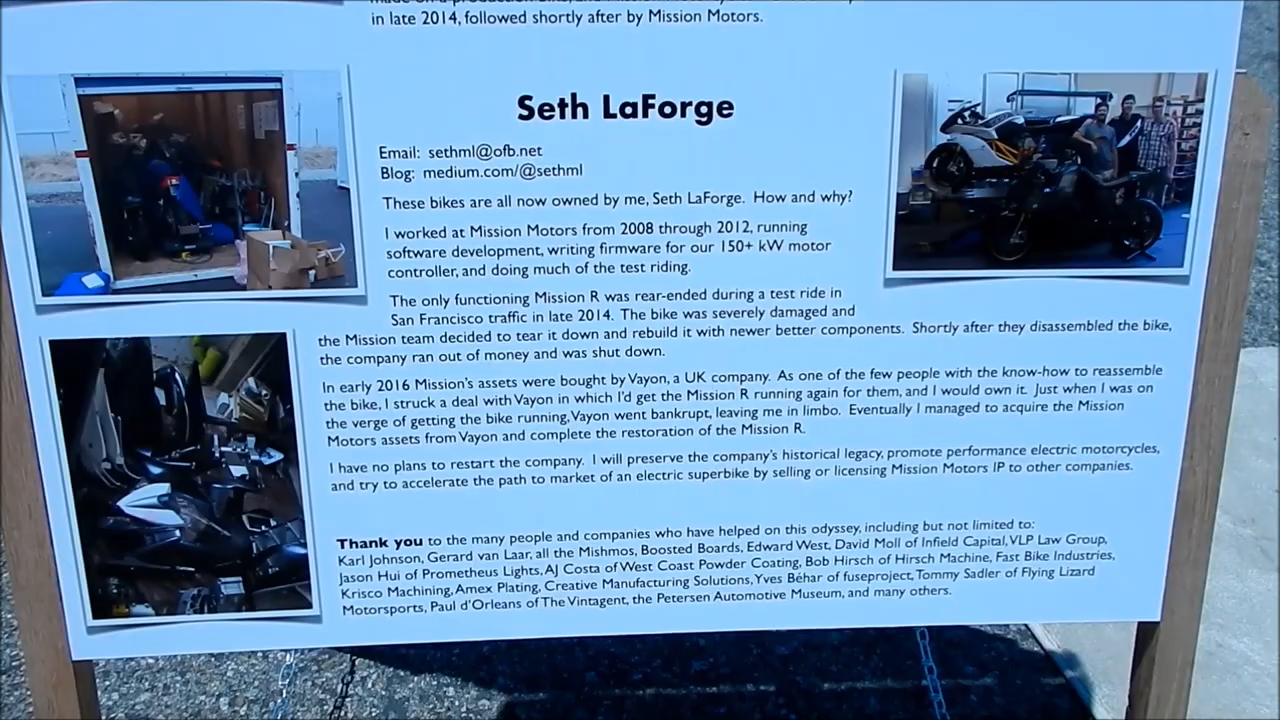 in late 2014, followed shortly after by Mission Motors.
Seth LaForge
Email: sethml@ofb.net
Blog: medium.com/@sethml
These bikes are all now owned by me, Seth LaForge. How and why?
I worked at Mission Motors from 2008 through 2012, running
software development, writing firmware for our 150+ kW motor
controller, and doing much of the test riding.
The only functioning Mission R was rear-ended during a test ride in
San Francisco traffic in late 2014. The bike was severely damaged and
the Mission team decided to tear it down and rebuild it with newer better components. Shortly after they disassembled the bike,
the company ran out of money and was shut down.
In early 2016 Mission's assets were bought by Vayon, a UK company. As one of the few people with the know-how to reassemble
the bike, I struck a deal with Vayon in which I'd get the Mission R running again for them, and I would own it. Just when I was on
the verge of getting the bike running, Vayon went bankrupt, leaving me in limbo. Eventually I managed to acquire the Mission
Motors assets from Vayon and complete the restoration of the Mission R.
I have no plans to restart the company. I will preserve the company's historical legacy, promote performance electric motorcycles,
and try to accelerate the path to market of an electric superbike by selling or licensing Mission Motors IP to other companies.
Thank you to the many people and companies who have helped on this odyssey, including but not limited to:
Karl Johnson, Gerard van Laar, all the Mishmos, Boosted Boards, Edward West, David Moll of Infield Capital, VLP Law Group,
Jason Hui of Prometheus Lights, AJ Costa of West Coast Powder Coating, Bob Hirsch of Hirsch Machine, Fast Bike Industries,
Krisco Machining, Amex Plating, Creative Manufacturing Solutions, Yves Béhar of fuseproject, Tommy Sadler of Flying Lizard
Motorsports, Paul d'Orleans of The Vintagent, the Petersen Automotive Museum, and many others.